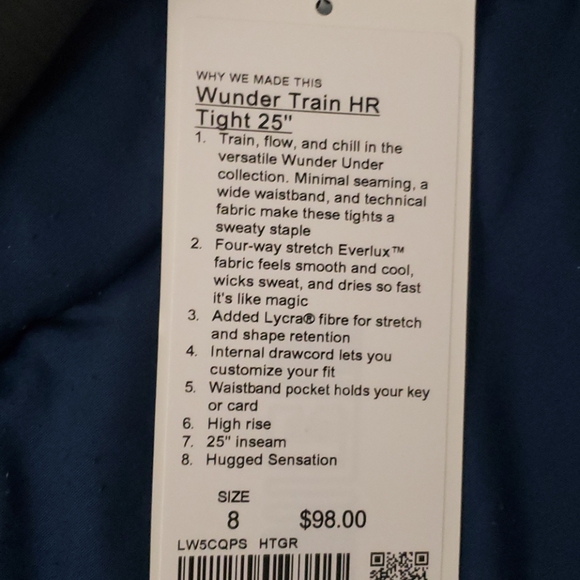 WHY WE MADE THIS
Wunder Train HR
Tight 25"
1. Train, flow, and chill in the
versatile Wunder Under
collection. Minimal seaming, a
wide waistband, and technical
fabric make these tights a
sweaty staple
2. Four-way stretch Everlux™
fabric feels smooth and cool,
wicks sweat, and dries so fast
it's like magic
3. Added Lycra® fibre for stretch
and shape retention
4. Internal drawcord lets you
customize your fit
5. Waistband pocket holds your key
or card
6. High rise
7. 25" inseam
8. Hugged Sensation
SIZE
8 $98.00
LW5CQPS HTGR